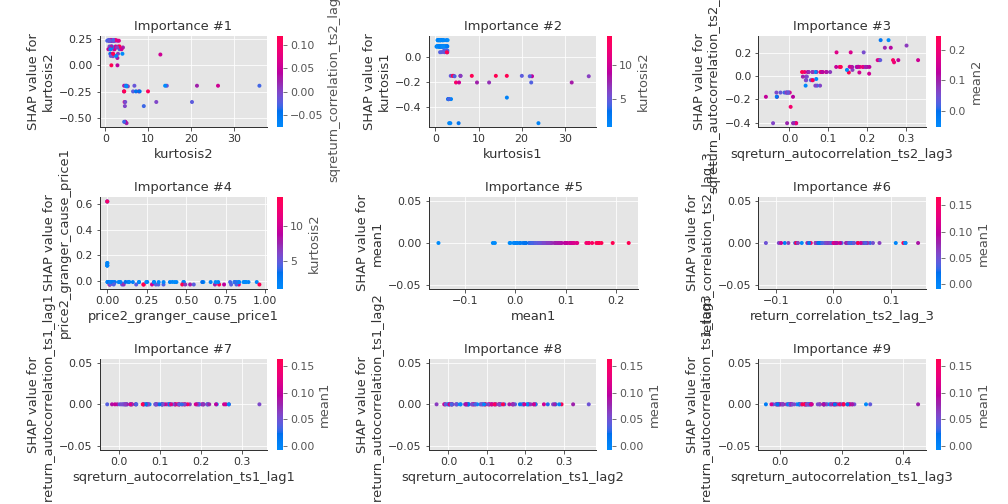 Importance #1
SHAP value for
kurtosis2
0.25
0.00
−0.25
−0.50
0
10
20
30
kurtosis2
0.10
0.05
0.00
−0.05
sqreturn_correlation_ts2_lag
Importance #2
SHAP value for
kurtosis1
0.0
−0.2
−0.4
0
10
20
30
kurtosis1
10
5
kurtosis2
Importance #3
SHAP value for
sqreturn_autocorrelation_ts2_
0.2
0.0
−0.2
−0.4
0.0
0.1
0.2
0.3
sqreturn_autocorrelation_ts2_lag3
0.2
0.1
0.0
mean2
Importance #4
SHAP value for
price2_granger_cause_price1
0.6
0.4
0.2
0.0
0.00
0.25
0.50
0.75
1.00
price2_granger_cause_price1
10
5
kurtosis2
Importance #5
SHAP value for
mean1
0.05
0.00
−0.05
−0.1
0.0
0.1
0.2
mean1
Importance #6
SHAP value for
return_correlation_ts2_lag_3
0.05
0.00
−0.05
−0.1
0.0
0.1
return_correlation_ts2_lag_3
0.15
0.10
0.05
0.00
mean1
Importance #7
SHAP value for
return_autocorrelation_ts1_lag1
0.05
0.00
−0.05
0.0
0.1
0.2
0.3
sqreturn_autocorrelation_ts1_lag1
0.15
0.10
0.05
0.00
mean1
Importance #8
SHAP value for
return_autocorrelation_ts1_lag2
0.05
0.00
−0.05
0.0
0.1
0.2
0.3
sqreturn_autocorrelation_ts1_lag2
0.15
0.10
0.05
0.00
mean1
Importance #9
SHAP value for
return_autocorrelation_ts1_lag3
0.05
0.00
−0.05
0.0
0.2
0.4
sqreturn_autocorrelation_ts1_lag3
0.15
0.10
0.05
0.00
mean1